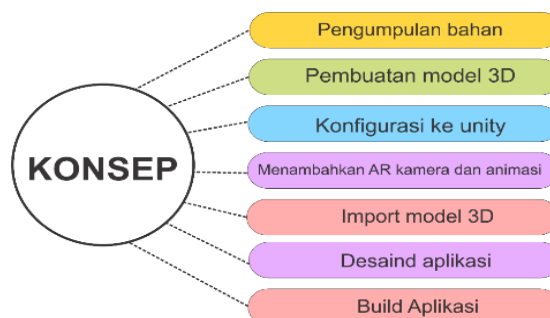 KONSEP
Pengumpulan bahan
Pembuatan model 3D
Konfigurasi ke unity
Menambahkan AR kamera dan animasi
Import model 3D
Desaind aplikasi
Build Aplikasi